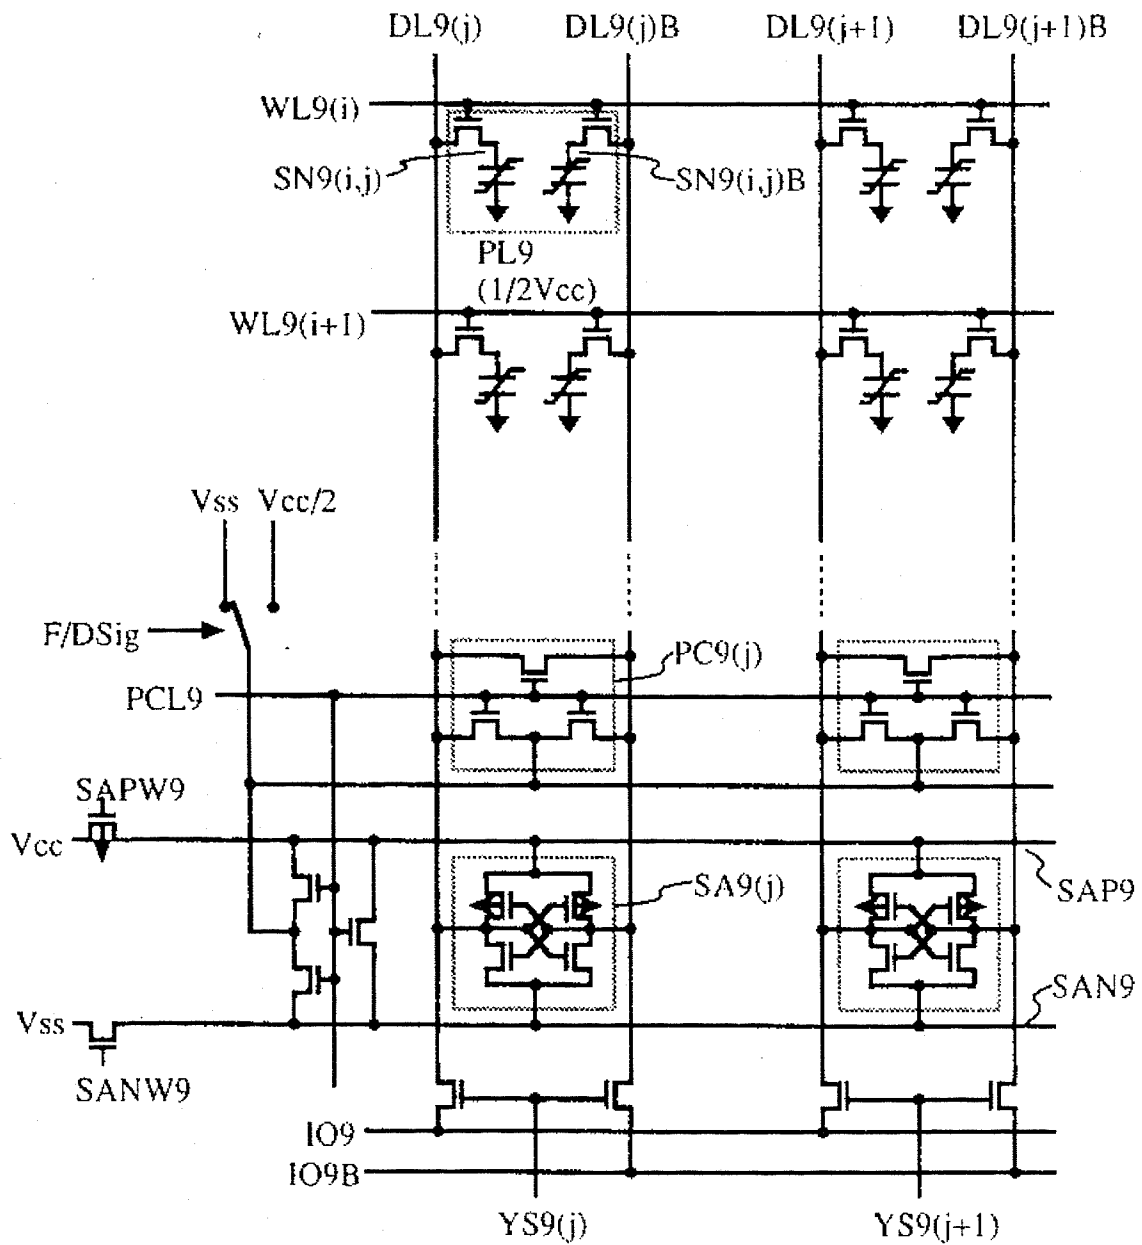 DL9(j) DL9(j)B DL9(j+1) DL9(j+1)B
WL9(i)
SN9(i,j) SN9(i,j)B
PL9
(1/2Vcc)
WL9(i+1)
Vss Vcc/2
F/DSig
PC9(j)
PCL9
SAPW9
Vcc
SA9(j) SAP9
SAN9
Vss
SANW9
IO9
IO9B
YS9(j) YS9(j+1)